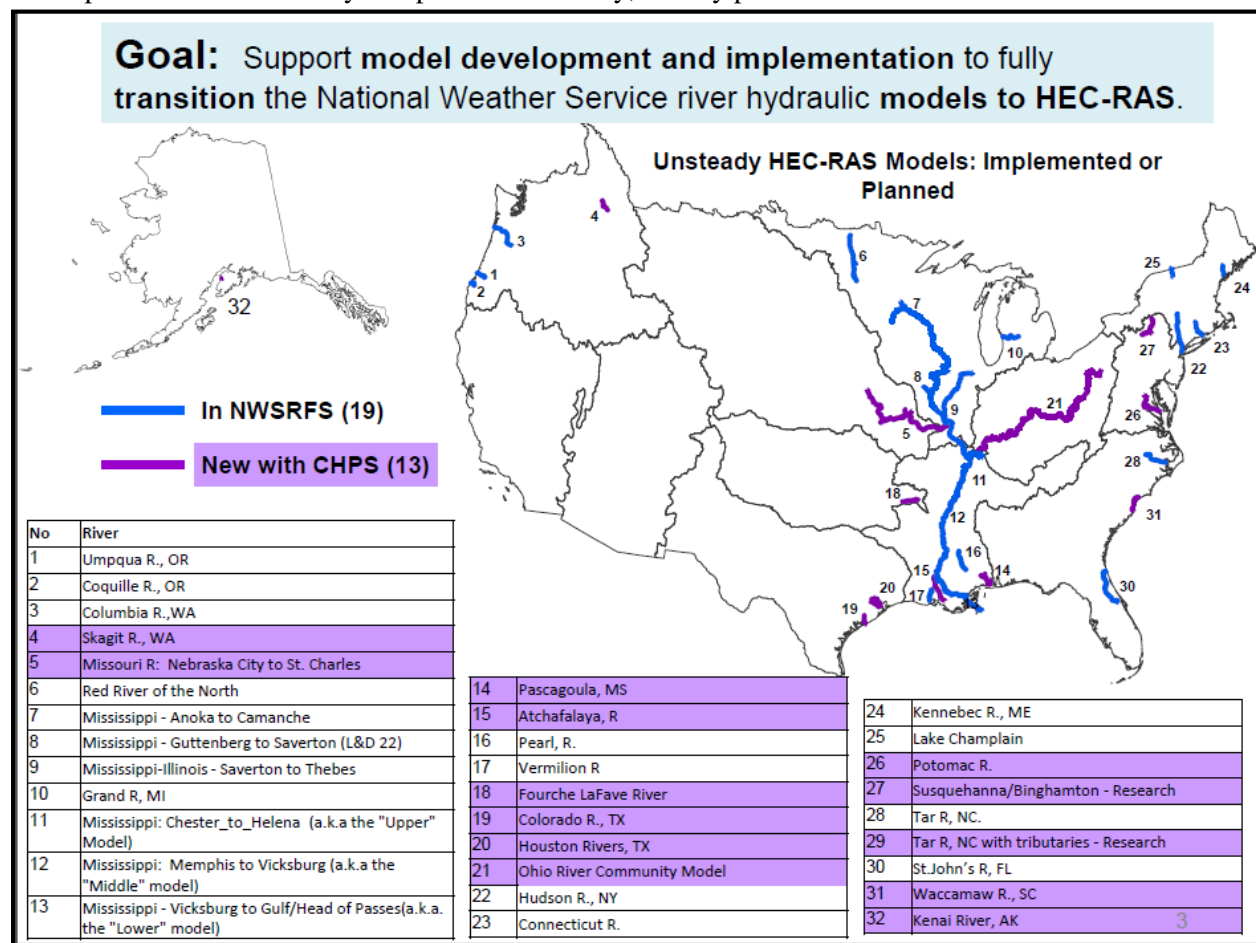 Goal: Support model development and implementation to fully
transition the National Weather Service river hydraulic models to HEC-RAS.
Unsteady HEC-RAS Models: Implemented or
Planned
4
3
1
2
32
6
7
8
9
10
5
21
11
12
18
16
15
17
14
13
20
19
25
24
23
22
27
26
28
31
30
In NWSRFS (19)
New with CHPS (13)
No River
1 Umpqua R., OR
2 Coquille R., OR
3 Columbia R.,WA
4 Skagit R., WA
5 Missouri R: Nebraska City to St. Charles
6 Red River of the North
7 Mississippi - Anoka to Camanche
8 Mississippi - Guttenberg to Saverton (L&D 22)
9 Mississippi-Illinois - Saverton to Thebes
10 Grand R, MI
11 Mississippi: Chester_to_Helena (a.k.a the "Upper"
Model)
12 Mississippi: Memphis to Vicksburg (a.k.a the
"Middle" model)
13 Mississippi - Vicksburg to Gulf/Head of Passes(a.k.a.
the "Lower" model)
14 Pascagoula, MS
15 Atchafalaya, R
16 Pearl, R.
17 Vermilion R
18 Fourche LaFave River
19 Colorado R., TX
20 Houston Rivers, TX
21 Ohio River Community Model
22 Hudson R., NY
23 Connecticut R.
24 Kennebec R., ME
25 Lake Champlain
26 Potomac R.
27 Susquehanna/Binghamton - Research
28 Tar R, NC.
29 Tar R, NC with tributaries - Research
30 St.John's R, FL
31 Waccamaw R., SC
32 Kenai River, AK
3